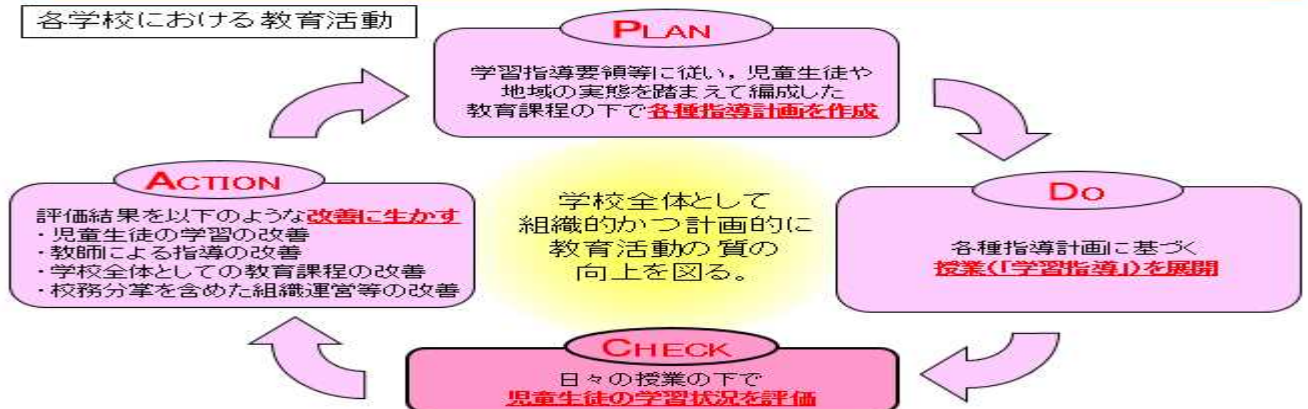 各学校における教育活動
PLAN
学習指導要領等に従い，児童生徒や
地域の実態を踏まえて編成した
教育課程の下で各種指導計画を作成
DO
各種指導計画に基づく
授業(「学習指導」)を展開
CHECK
日々の授業の下で
児童生徒の学習状況を評価
ACTION
評価結果を以下のような改善に生かす
・児童生徒の学習の改善
・教師による指導の改善
・学校全体としての教育課程の改善
・校務分掌を含めた組織運営等の改善
学校全体として
組織的かつ計画的に
教育活動の質の
向上を図る。